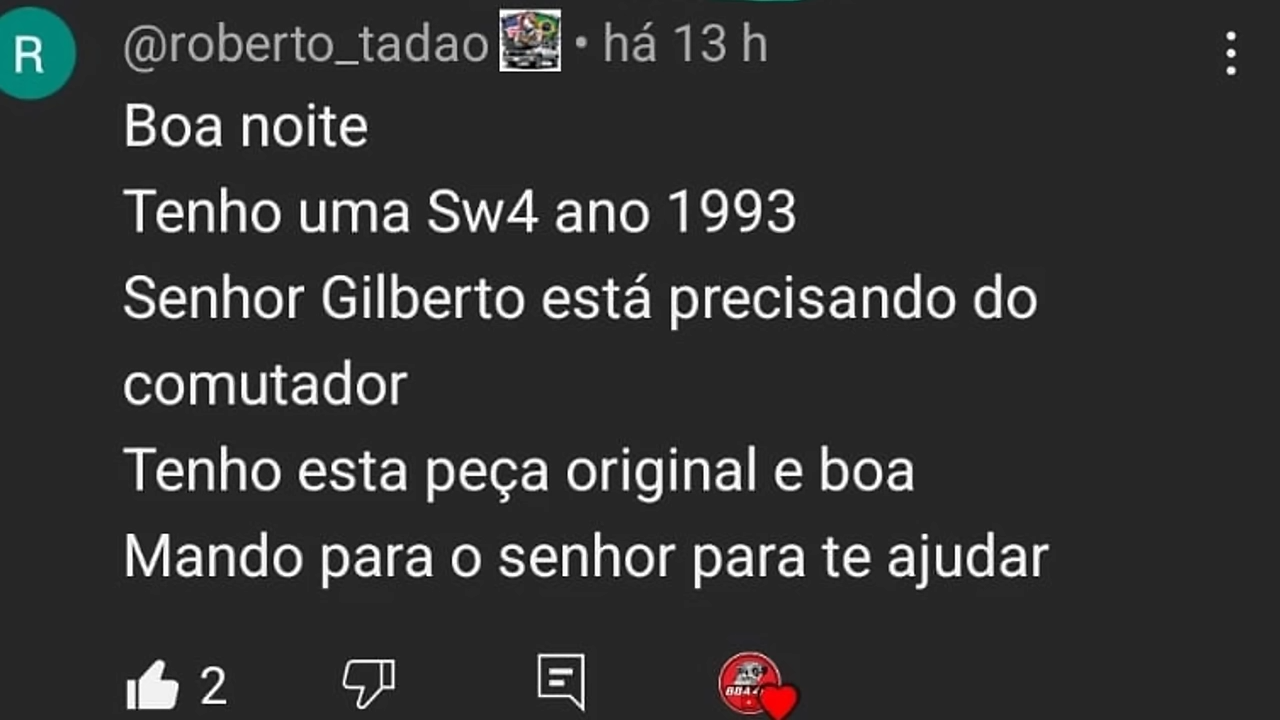 R
@roberto_tadao • há 13 h
Boa noite
Tenho uma Sw4 ano 1993
Senhor Gilberto está precisando do
comutador
Tenho esta peça original e boa
Mando para o senhor para te ajudar
2